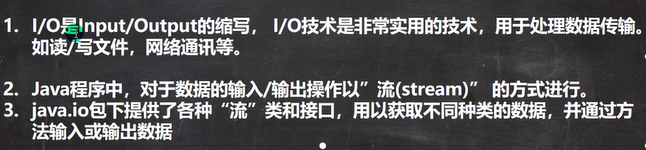 1. I/O是Input/Output的缩写， I/O技术是非常实用的技术，用于处理数据传输。
如读/写文件，网络通讯等。
2. Java程序中，对于数据的输入/输出操作以”流(stream)” 的方式进行。
3. java.io包下提供了各种“流”类和接口，用以获取不同种类的数据，并通过方
法输入或输出数据